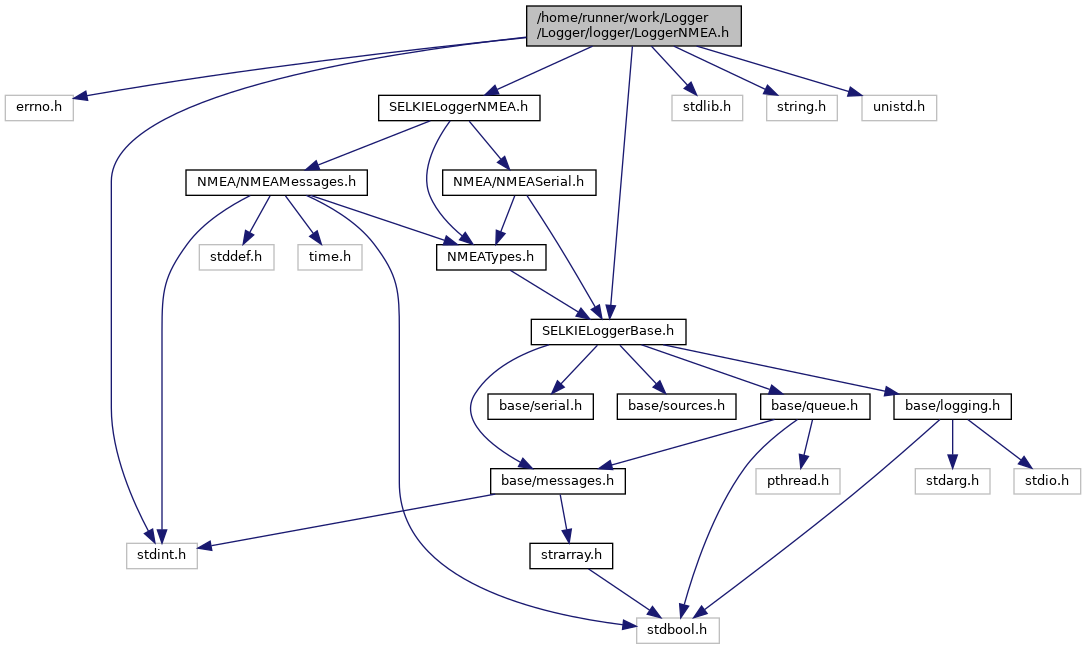 /home/runner/work/Logger
/Logger/logger/LoggerNMEA.h
errno.h
SELKIELoggerNMEA.h
stdlib.h
string.h
unistd.h
NMEA/NMEAMessages.h
NMEA/NMEASerial.h
stddef.h
time.h
NMEATypes.h
SELKIELoggerBase.h
base/serial.h
base/sources.h
base/queue.h
base/logging.h
base/messages.h
pthread.h
stdarg.h
stdio.h
stdint.h
strarray.h
stdbool.h